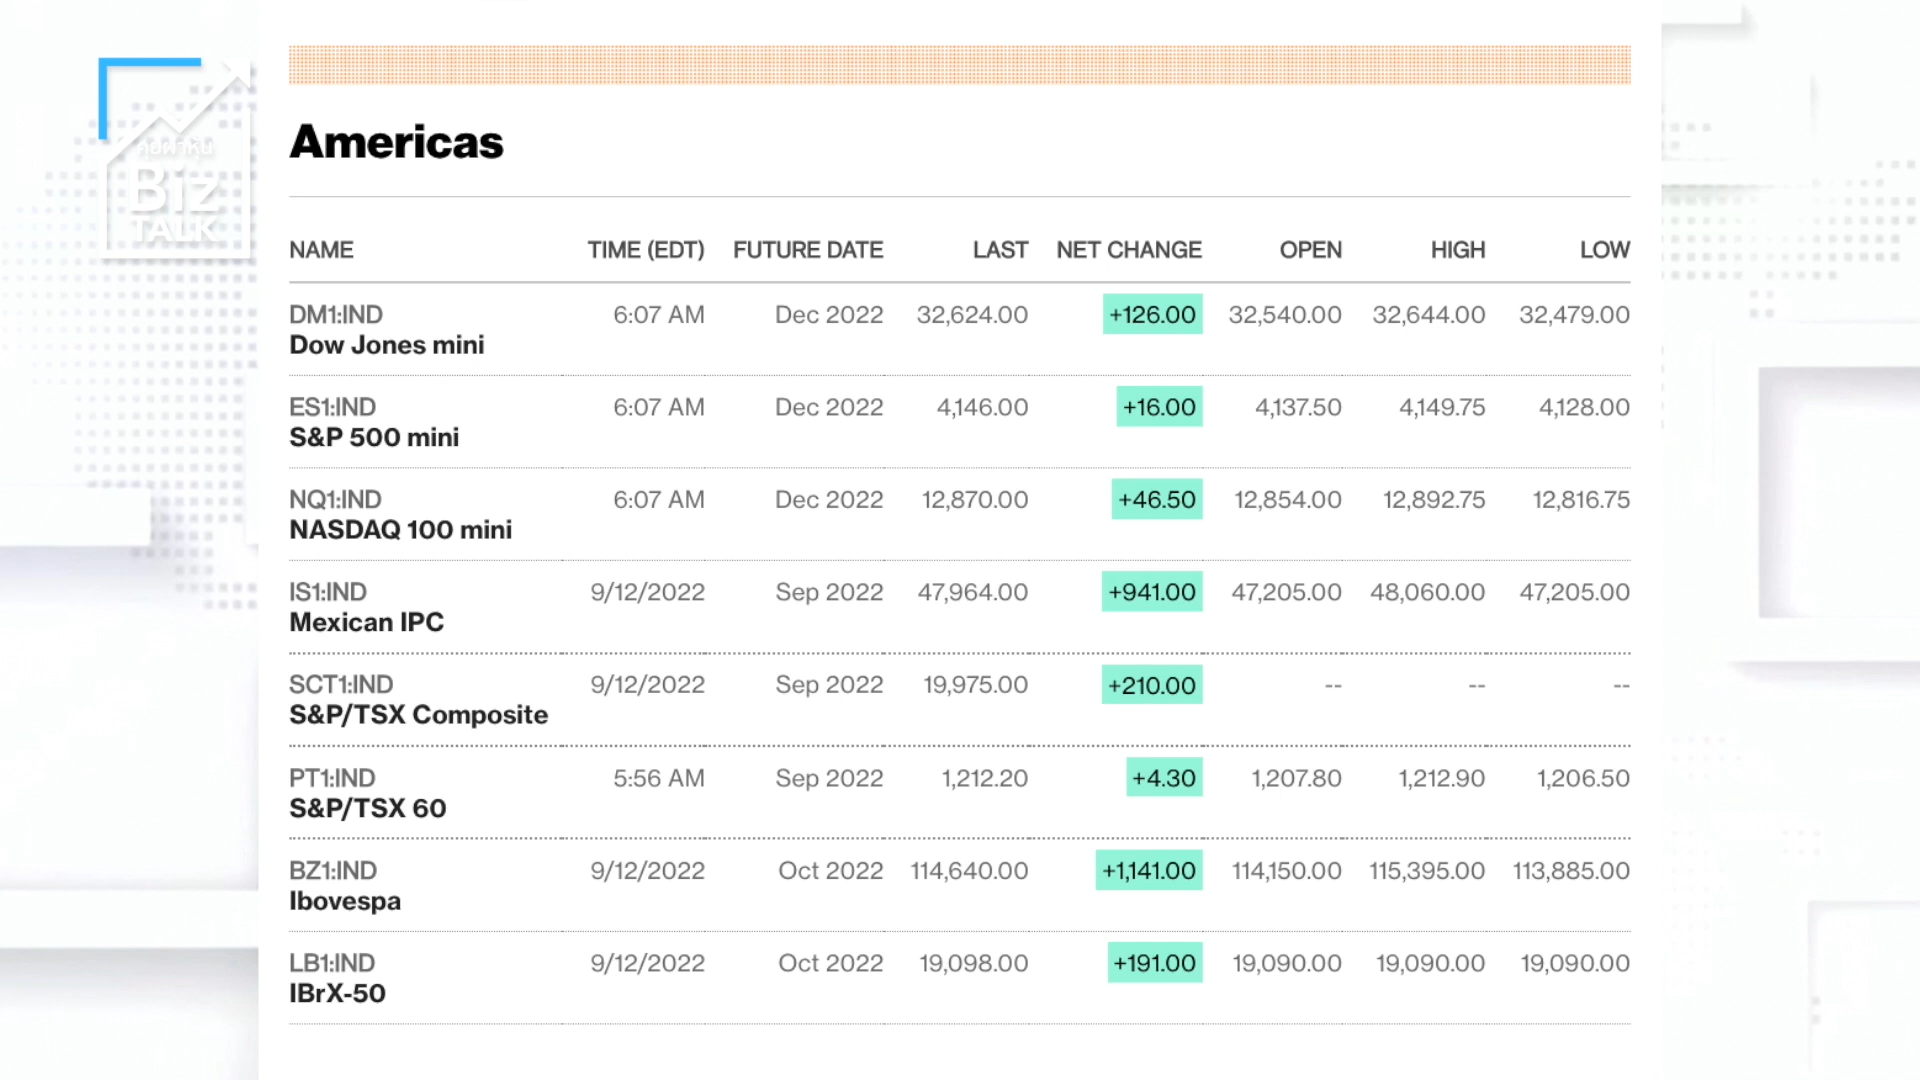 คุยผ่าหุ้น
Biz
TALK
Americas
NAME TIME (EDT) FUTURE DATE LAST NET CHANGE OPEN HIGH LOW
DM1:IND 6:07 AM Dec 2022 32,624.00 +126.00 32,540.00 32,644.00 32,479.00
Dow Jones mini
ES1:IND 6:07 AM Dec 2022 4,146.00 +16.00 4,137.50 4,149.75 4,128.00
S&P 500 mini
NQ1:IND 6:07 AM Dec 2022 12,870.00 +46.50 12,854.00 12,892.75 12,816.75
NASDAQ 100 mini
IS1:IND 9/12/2022 Sep 2022 47,964.00 +941.00 47,205.00 48,060.00 47,205.00
Mexican IPC
SCT1:IND 9/12/2022 Sep 2022 19,975.00 +210.00 -- -- --
S&P/TSX Composite
PT1:IND 5:56 AM Sep 2022 1,212.20 +4.30 1,207.80 1,212.90 1,206.50
S&P/TSX 60
BZ1:IND 9/12/2022 Oct 2022 114,640.00 +1,141.00 114,150.00 115,395.00 113,885.00
Ibovespa
LB1:IND 9/12/2022 Oct 2022 19,098.00 +191.00 19,090.00 19,090.00 19,090.00
IBrX-50